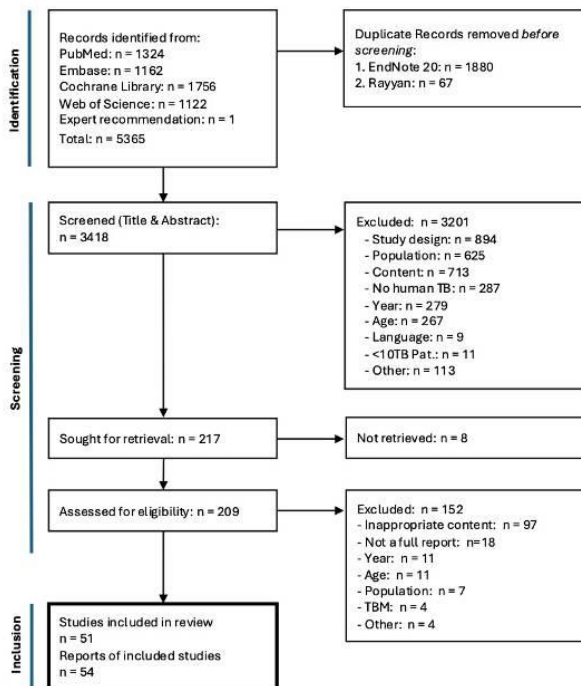 Identification
Records identified from:
PubMed: n = 1324
Embase: n = 1162
Cochrane Library: n = 1756
Web of Science: n = 1122
Expert recommendation: n = 1
Total: n = 5365
Duplicate Records removed before
screening:
1. EndNote 20: n = 1880
2. Rayyan: n = 67
Screening
Screened (Title & Abstract):
n = 3418
Excluded: n = 3201
- Study design: n = 894
- Population: n = 625
- Content: n = 713
- No human TB: n = 287
- Year: n = 279
- Age: n = 267
- Language: n = 9
- <10TB Pat.: n = 11
- Other: n = 113
Sought for retrieval: n = 217
Not retrieved: n = 8
Assessed for eligibility: n = 209
Excluded: n = 152
- Inappropriate content: n = 97
- Not a full report: n=18
- Year: n = 11
- Age: n = 11
- Population: n = 7
- TBM: n = 4
- Other: n = 4
Inclusion
Studies included in review
n = 51
Reports of included studies
n = 54